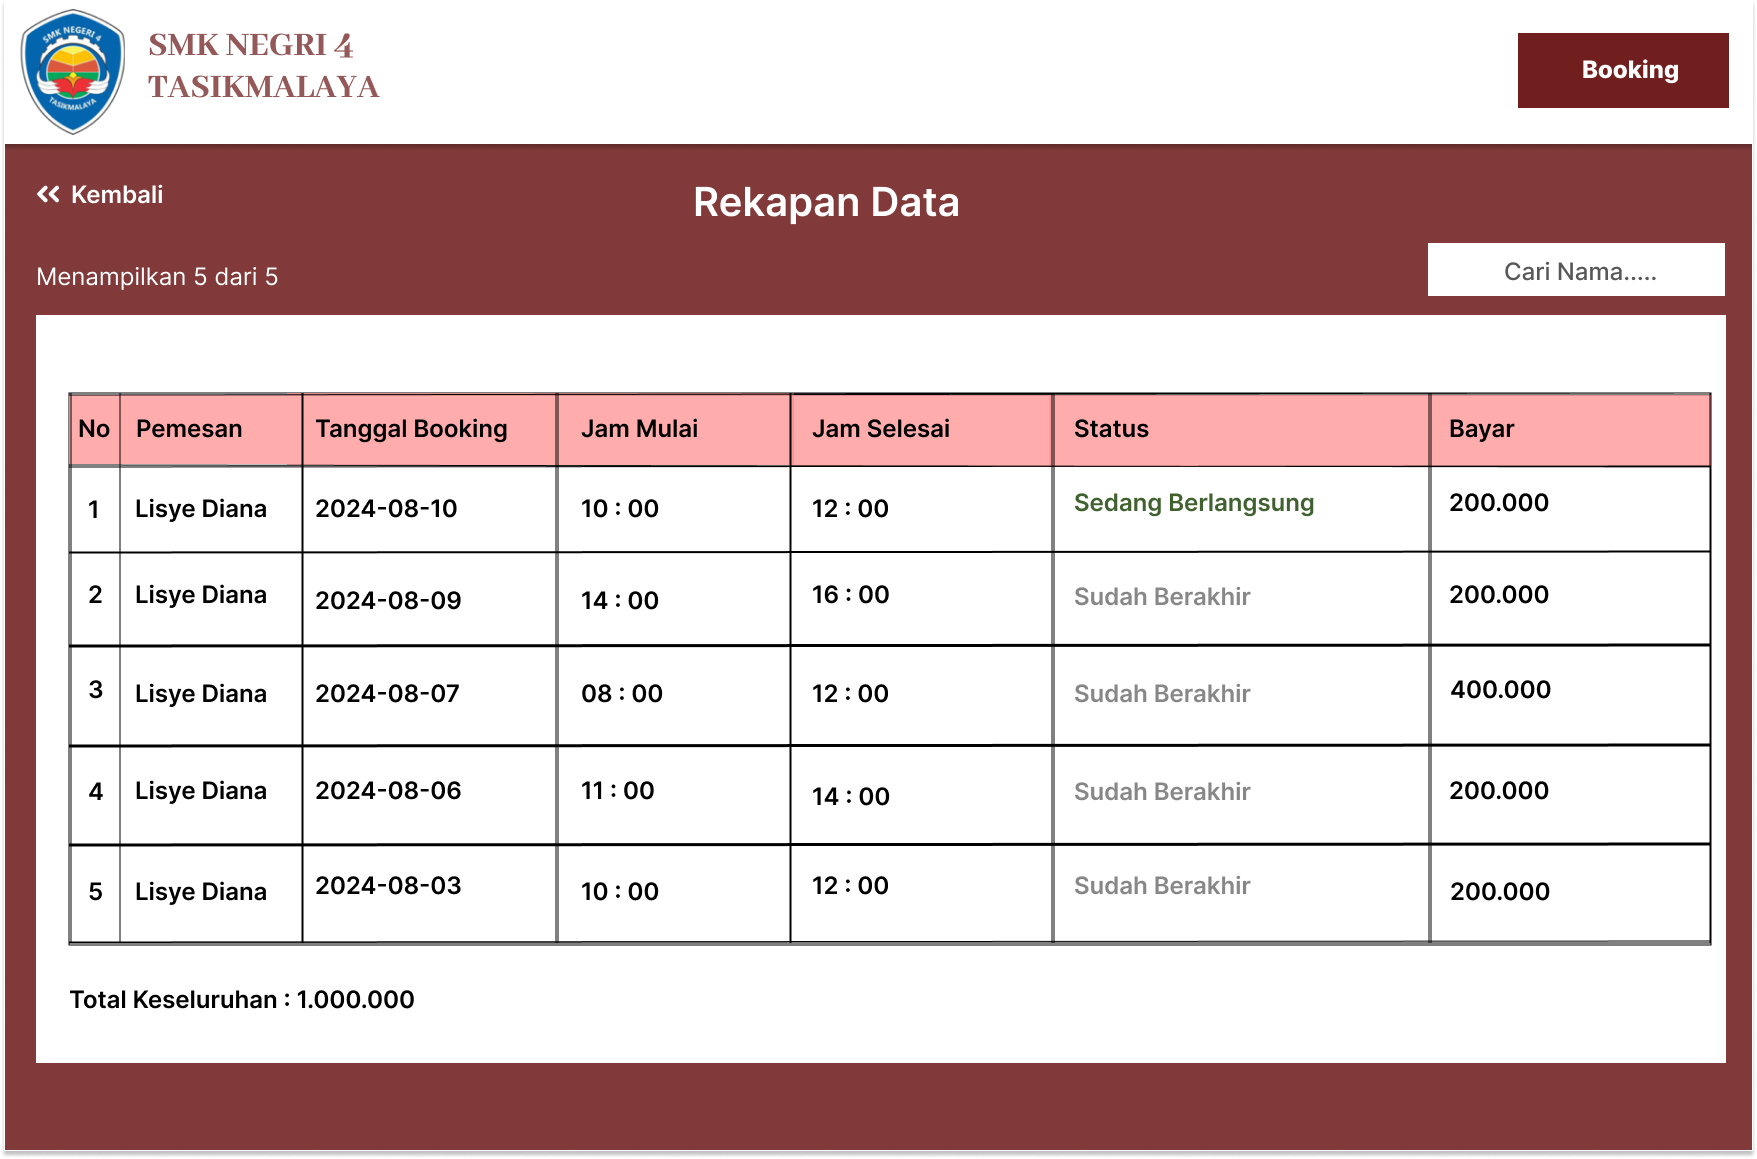 SMK NEGERI 4
TASIKMALAYA
SMK NEGRI 4
TASIKMALAYA
Booking
Kembali
Rekapan Data
Menampilkan 5 dari 5
Cari Nama.....
No Pemesan Tanggal Booking Jam Mulai Jam Selesai Status Bayar
1 Lisye Diana 2024-08-10 10 : 00 12 : 00 Sedang Berlangsung 200.000
2 Lisye Diana 2024-08-09 14 : 00 16 : 00 Sudah Berakhir 200.000
3 Lisye Diana 2024-08-07 08 : 00 12 : 00 Sudah Berakhir 400.000
4 Lisye Diana 2024-08-06 11 : 00 14 : 00 Sudah Berakhir 200.000
5 Lisye Diana 2024-08-03 10 : 00 12 : 00 Sudah Berakhir 200.000
Total Keseluruhan : 1.000.000